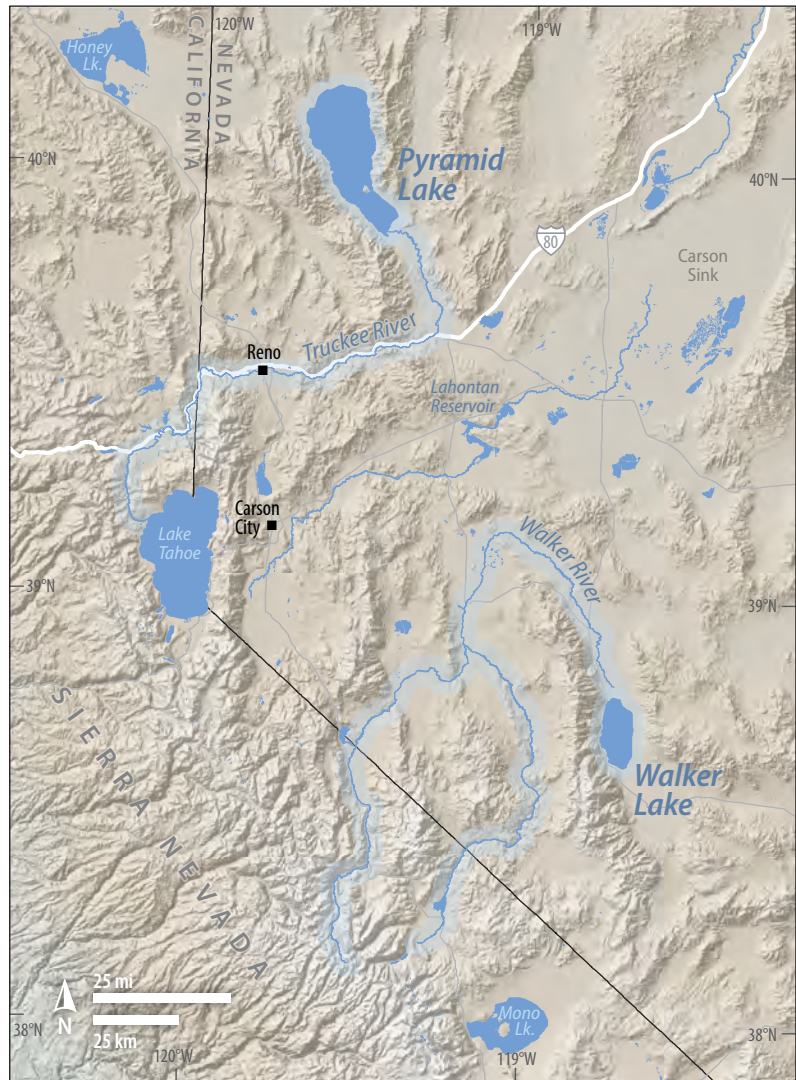 120°W
119°W
Honey
Lk.
CALIFORNIA
NEVADA
40°N
Pyramid
Lake
40°N
80
Carson
Sink
Truckee River
Reno
Lahontan
Reservoir
Carson
City
Lake
Tahoe
Walker River
39°N
39°N
SIERRA NEVADA
Walker
Lake
25 mi
N
25 km
Mono
Lk.
38°N
38°N
120°W
119°W